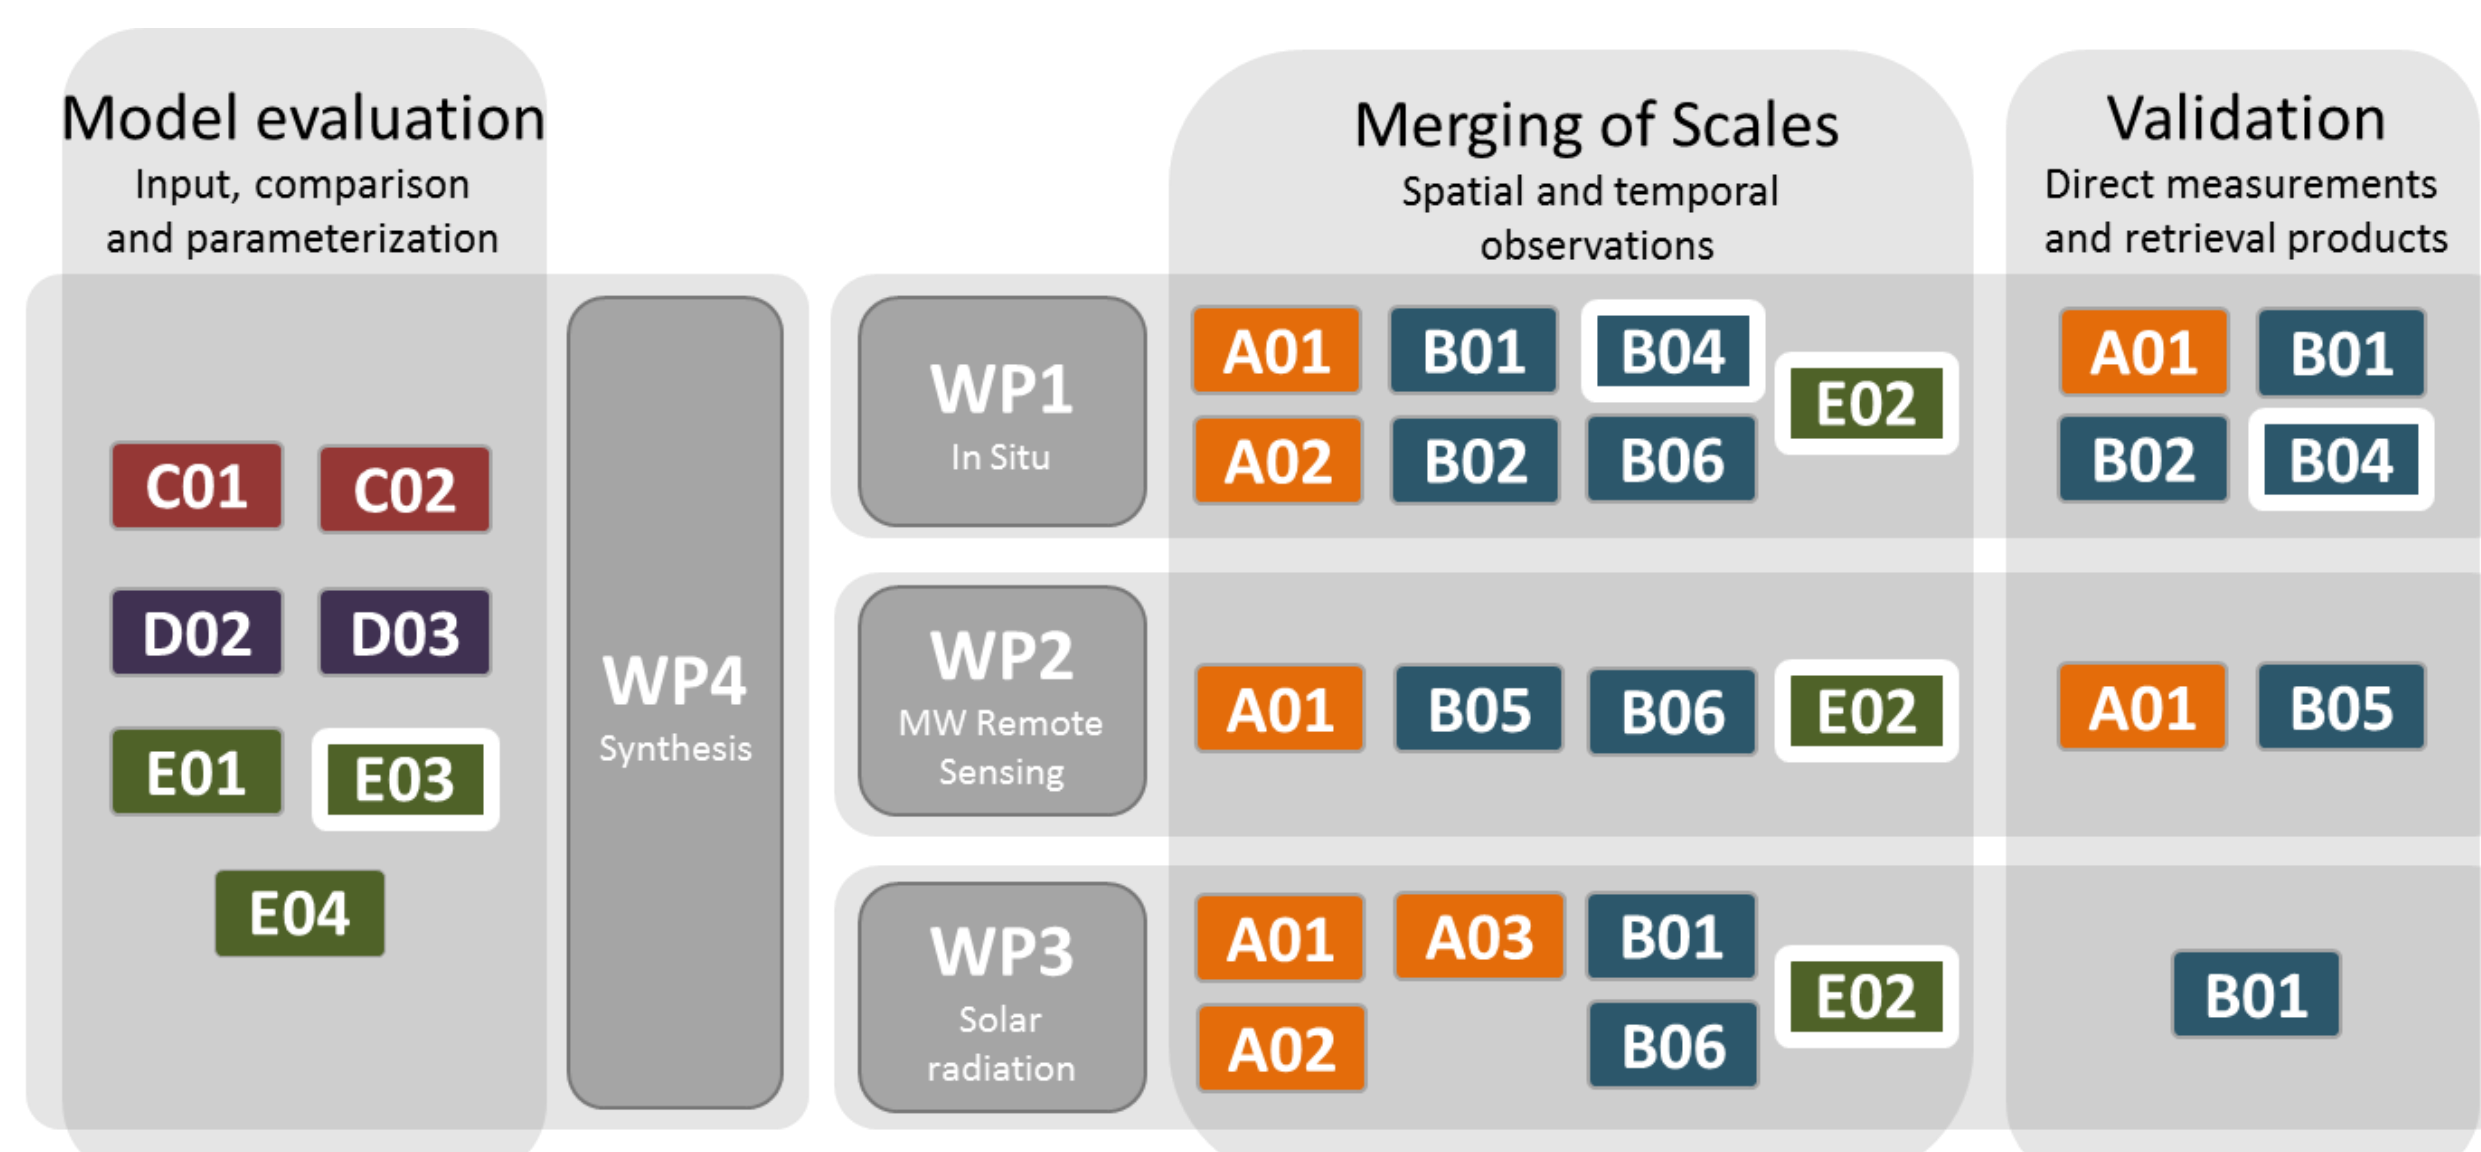 Model evaluation
Input, comparison
and parameterization
C01 C02
D02 D03
E01 E03
E04
WP4
Synthesis
Merging of Scales
Spatial and temporal
observations
Validation
Direct measurements
and retrieval products
WP1
In Situ
A01 B01 B04
E02
A02 B02 B06
A01 B01
B02 B04
WP2
MW Remote
Sensing
A01 B05 B06 E02
A01 B05
WP3
Solar
radiation
A01 A03 B01
E02
A02 B06
B01